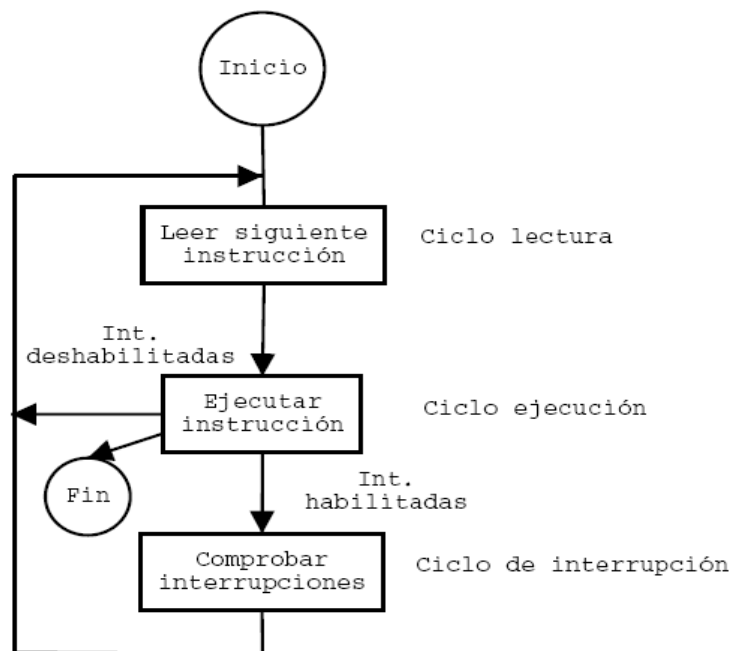 Inicio
Leer siguiente
instrucción
Ciclo lectura
Int.
deshabilitadas
Ejecutar
instrucción
Ciclo ejecución
Fin
Int.
habilitadas
Comprobar
interrupciones
Ciclo de interrupción